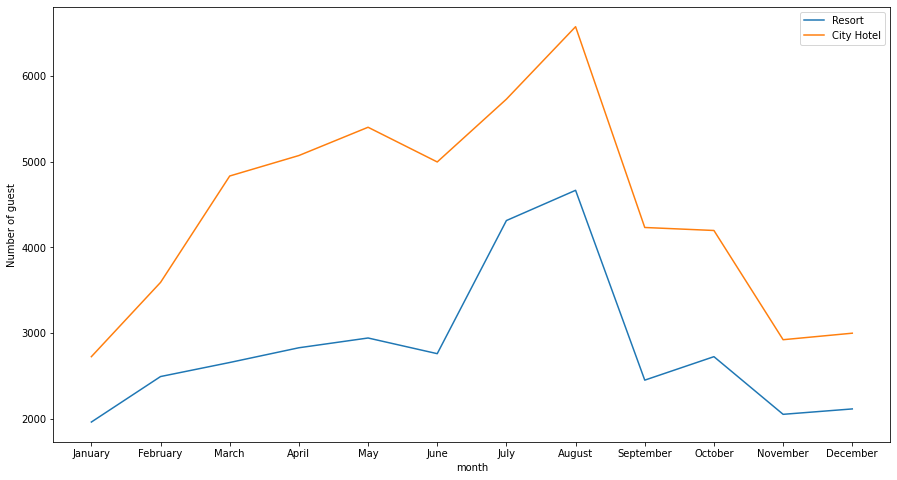 Resort
City Hotel
6000
5000
4000
3000
2000
Number of guest
January February March April May June July August September October November December
month